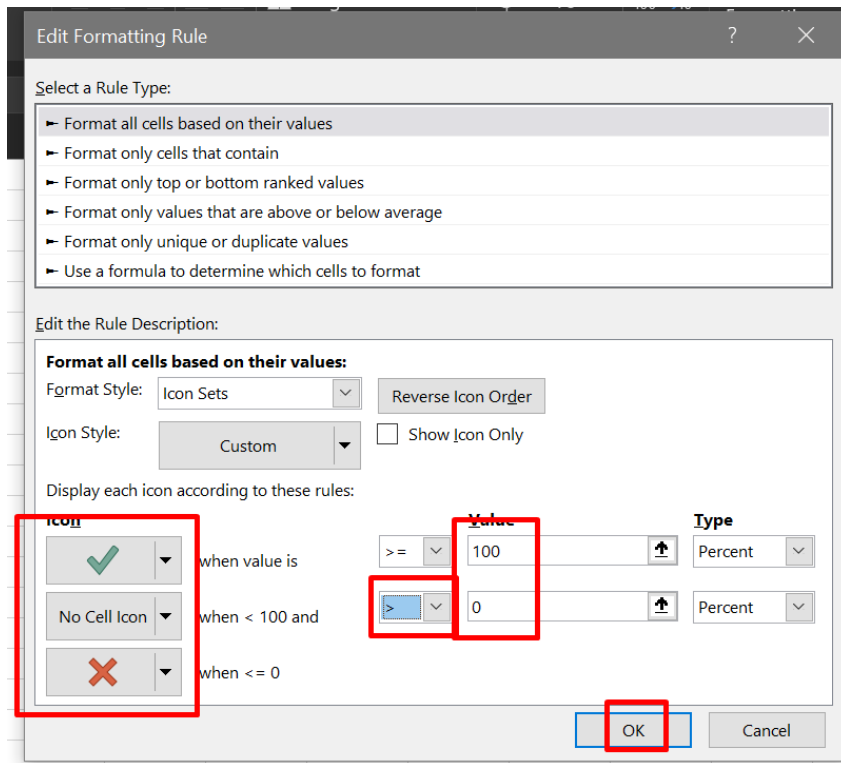 Edit Formatting Rule ?
Select a Rule Type:
► Format all cells based on their values
► Format only cells that contain
► Format only top or bottom ranked values
► Format only values that are above or below average
► Format only unique or duplicate values
► Use a formula to determine which cells to format
Edit the Rule Description:
Format all cells based on their values:
Format Style: Icon Sets Reverse Icon Order
Icon Style: Custom Show Icon Only
Display each icon according to these rules:
Icon Value Type
when value is >= 100 Percent
No Cell Icon when < 100 and > 0 Percent
when <= 0
OK Cancel